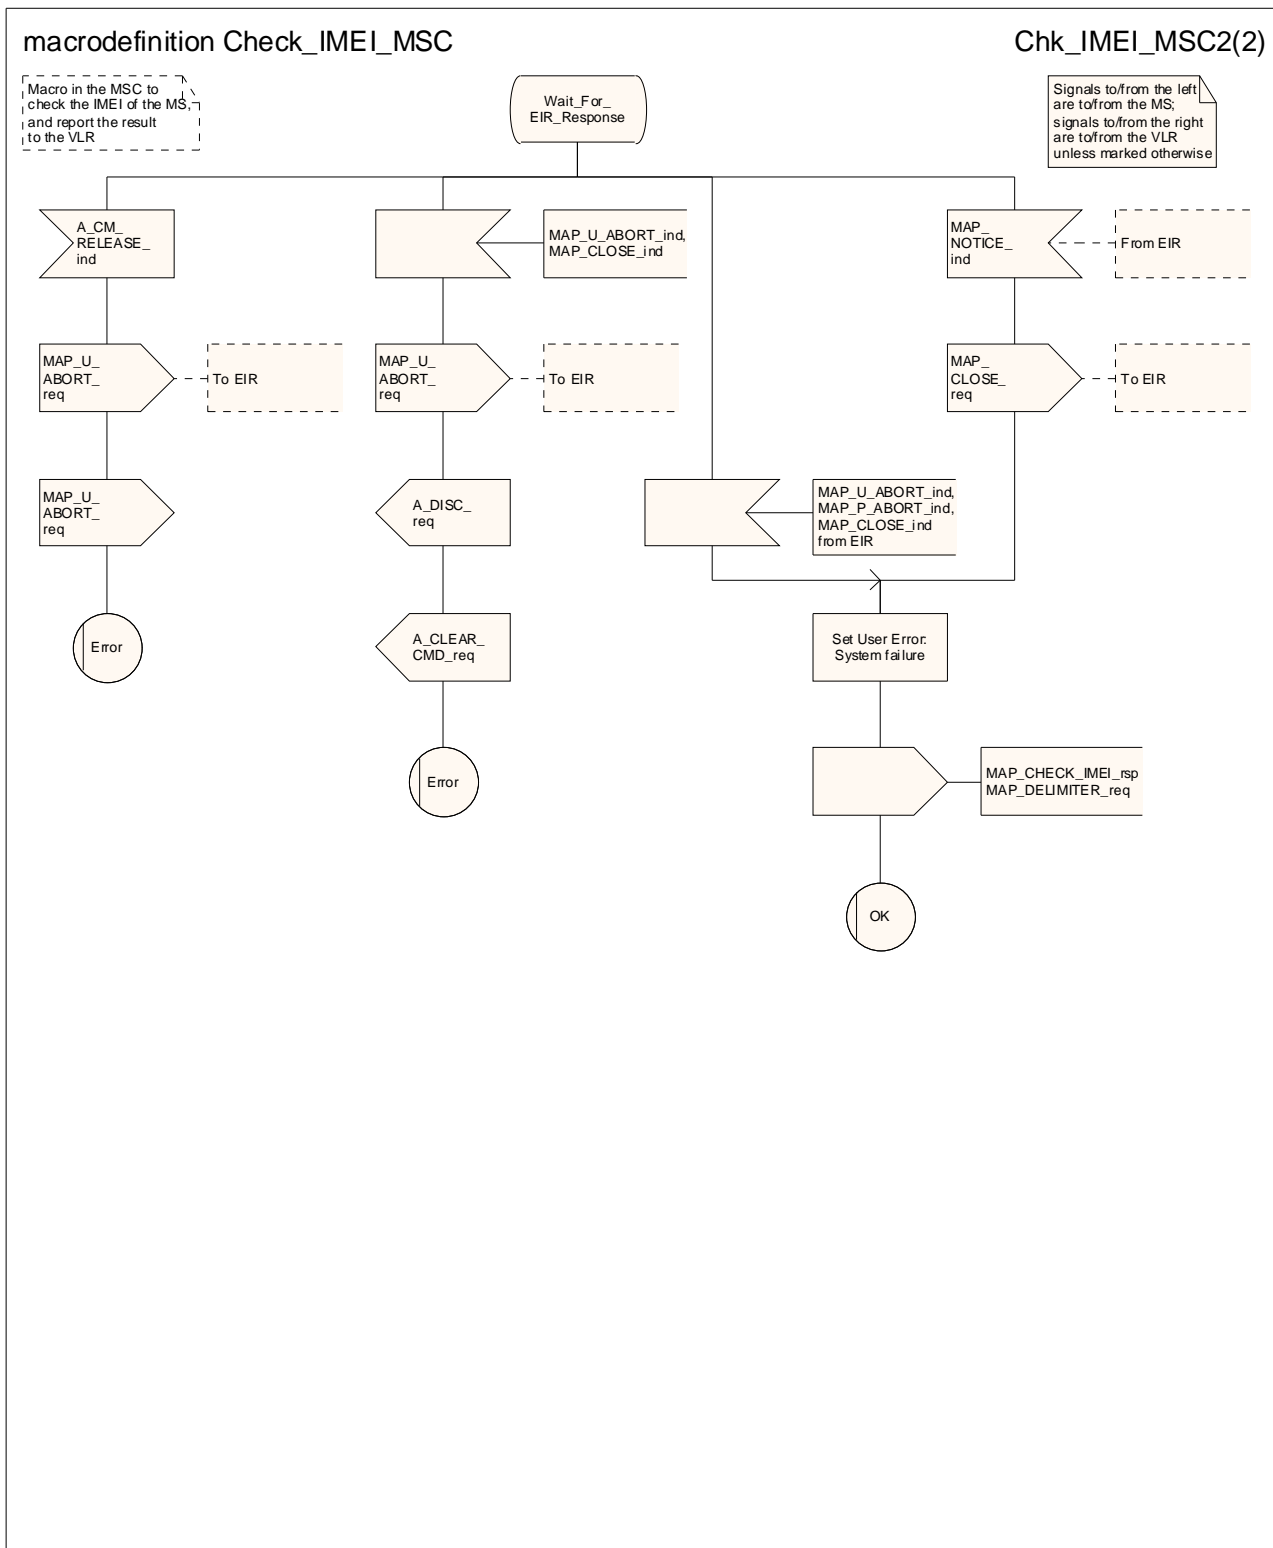 macrodefinition Check_IMEI_MSC
Chk_IMEI_MSC2(2)
Macro in the MSC to
check the IMEI of the MS,
and report the result
to the VLR
Wait_For_
EIR_Response
Signals to/from the left
are to/from the MS;
signals to/from the right
are to/from the VLR
unless marked otherwise
A_CM_
RELEASE_
ind
MAP_U_ABORT_ind,
MAP_CLOSE_ind
MAP_
NOTICE_
ind
From EIR
MAP_U_
ABORT_
req
To EIR
MAP_U_
ABORT_
req
To EIR
MAP_
CLOSE_
req
To EIR
MAP_U_
ABORT_
req
A_DISC_
req
MAP_U_ABORT_ind,
MAP_P_ABORT_ind,
MAP_CLOSE_ind
from EIR
Error
A_CLEAR_
CMD_req
Set User Error:
System failure
Error
MAP_CHECK_IMEI_rsp
MAP_DELIMITER_req
OK